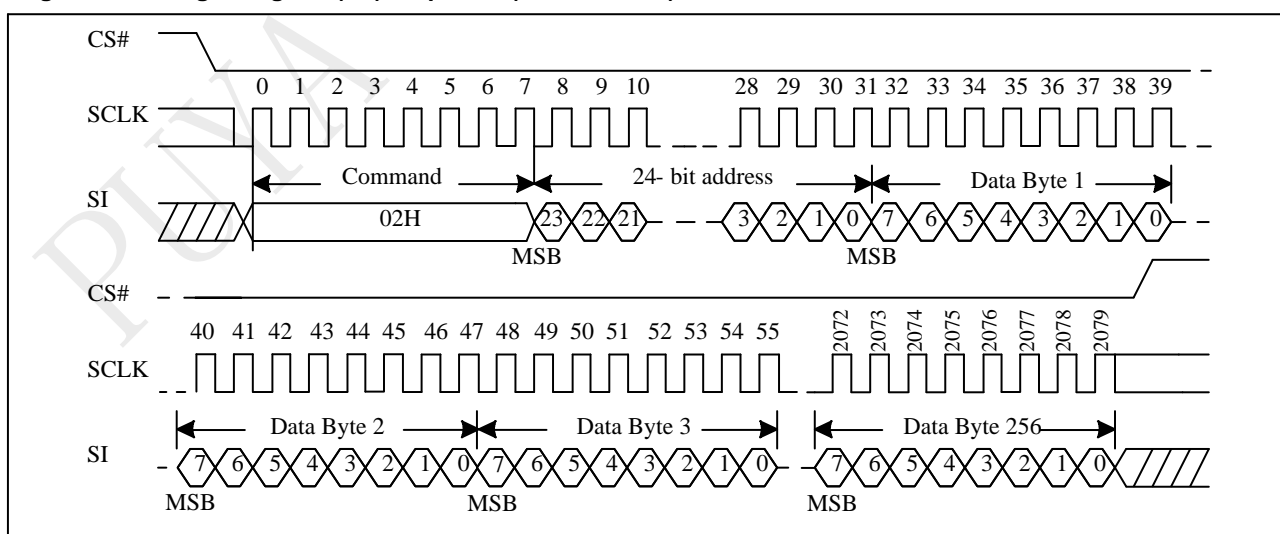 CS#
0 1 2 3 4 5 6 7 8 9 10 28 29 30 31 32 33 34 35 36 37 38 39
SCLK
Command 24- bit address Data Byte 1
SI
02H 23 22 21 3 2 1 0 7 6 5 4 3 2 1 0
MSB MSB
CS#
40 41 42 43 44 45 46 47 48 49 50 51 52 53 54 55 2072 2073 2074 2075 2076 2077 2078 2079
SCLK
Data Byte 2 Data Byte 3 Data Byte 256
SI
7 6 5 4 3 2 1 0 7 6 5 4 3 2 1 0 7 6 5 4 3 2 1 0
MSB MSB MSB
PUYA